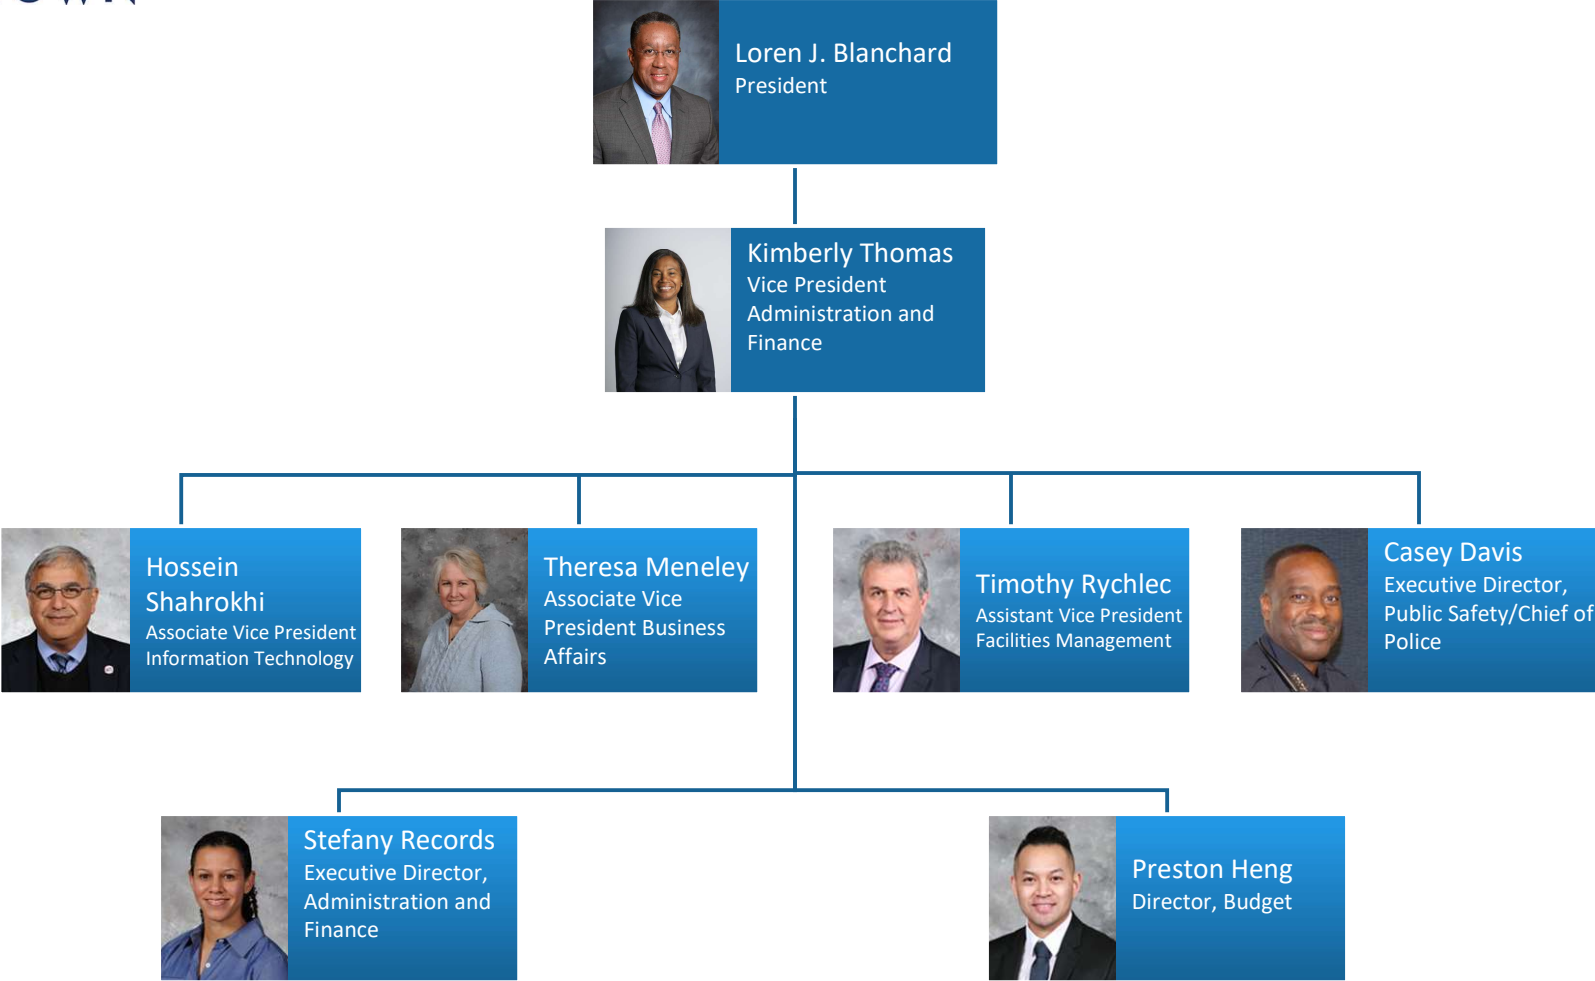 Loren J. Blanchard
President
Kimberly Thomas
Vice President
Administration and
Finance
Hossein
Shahrokhi
Associate Vice President
Information Technology
Theresa Meneley
Associate Vice
President Business
Affairs
Timothy Rychlec
Assistant Vice President
Facilities Management
Casey Davis
Executive Director,
Public Safety/Chief of
Police
Stefany Records
Executive Director,
Administration and
Finance
Preston Heng
Director, Budget